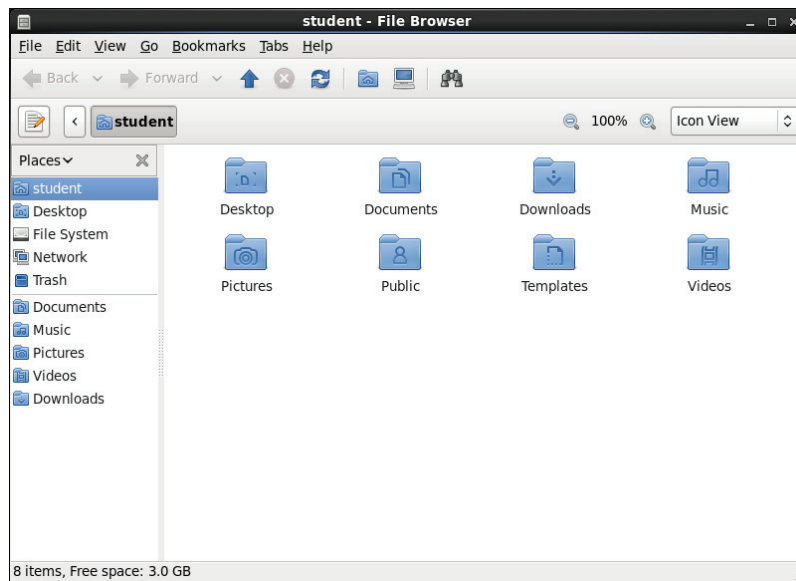 student - File Browser
File Edit View Go Bookmarks Tabs Help
Back Forward
student 100% Icon View
Places
student
Desktop
File System
Network
Trash
Documents
Music
Pictures
Videos
Downloads
Desktop Documents Downloads Music
Pictures Public Templates Videos
8 items, Free space: 3.0 GB